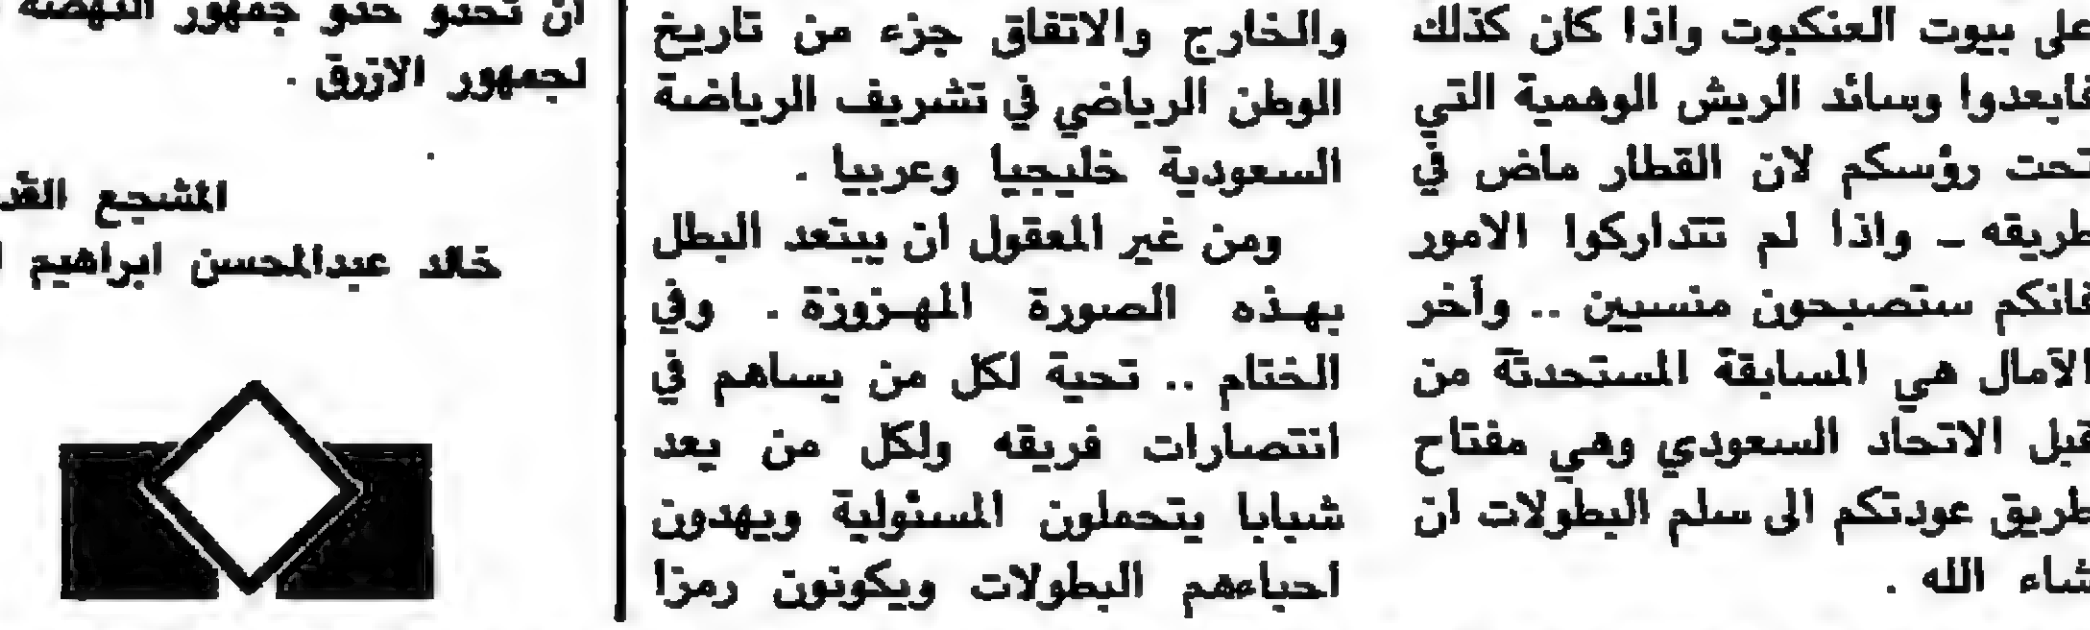 على بيوت العنكبوت واذا كان كذلك
فابعدوا وسائد الريش الوهمية التي
تحت رؤسكم لان القطار ماض في
طريقه ــ واذا لم تتداركوا الامور
فانكم ستصبحون منسيين .. وأخر
الآمال هي المسابقة المستحدثة من
قبل الاتحاد السعودي وهي مفتاح
طريق عودتكم الى سلم البطولات ان
شاء الله .
والخارج والاتفاق جزء من تاريخ
الوطن الرياضي في تشريف الرياضة
السعودية خليجيا وعربيا .
ومن غير المعقول ان يبتعد البطل
بهذه الصورة المهزوزة . وفي
الختام .. تحية لكل من يساهم في
انتصارات فريقه ولكل من يعد
شبابا يتحملون المسئولية ويهدون
احباءهم البطولات ويكونون رمزا
ان تحذو حذو جمهور النهضة
لجمهور الازرق .
المشجع
خالد عبدالمحسن ابراهيم